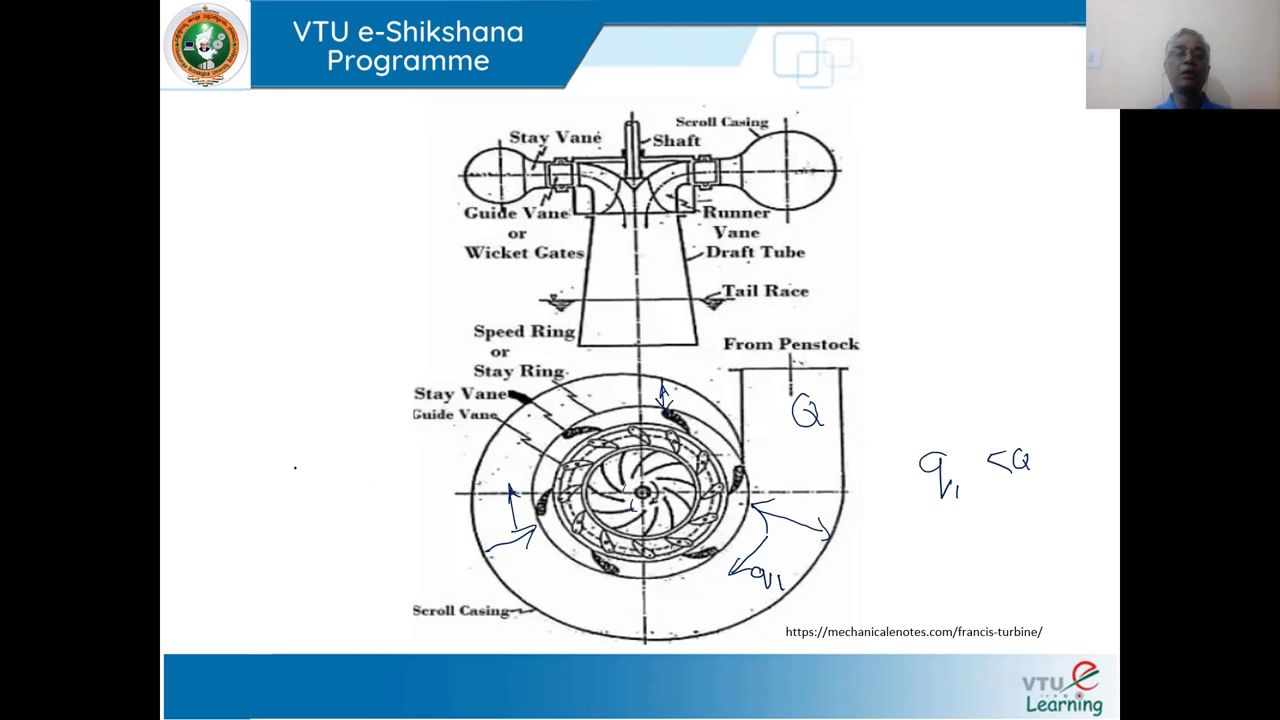 VTU e-Shikshana
Programme
Stay Vane
Shaft
Scroll Casing
Guide Vane
or
Wicket Gates
Runner
Vane
Draft Tube
Tail Race
Speed Ring
or
Stay Ring
From Penstock
Stay Vane
Guide Vane
Q
q1 <Q
q1
Scroll Casing
https://mechanicalenotes.com/francis-turbine/
VTU e
Learning